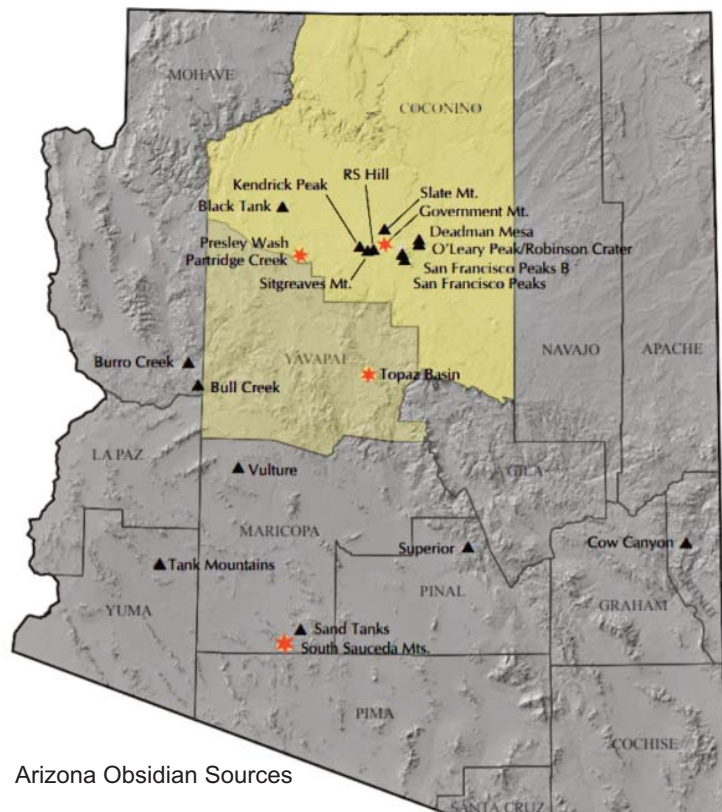 MOHAVE
COCONINO
RS Hill
Kendrick Peak
Slate Mt.
Black Tank
Government Mt.
Deadman Mesa
Presley Wash
O'Leary Peak/Robinson Crater
Partridge Creek
San Francisco Peaks B
Sitgreaves Mt.
San Francisco Peaks
NAVAJO
APACHE
Burro Creek
YAVAPAI
Topaz Basin
Bull Creek
LA PAZ
Vulture
GILA
MARICOPA
Superior
Cow Canyon
Tank Mountains
PINAL
GRAHAM
YUMA
Sand Tanks
South Sauceda Mts.
PIMA
COCHISE
Arizona Obsidian Sources
SANTA CRUZ